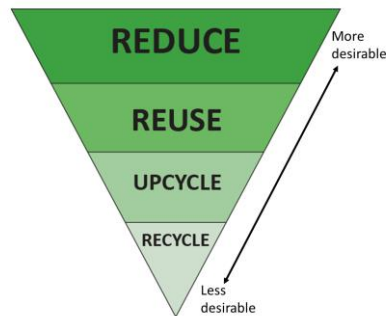 REDUCE
More
desirable
REUSE
UPCYCLE
RECYCLE
Less
desirable